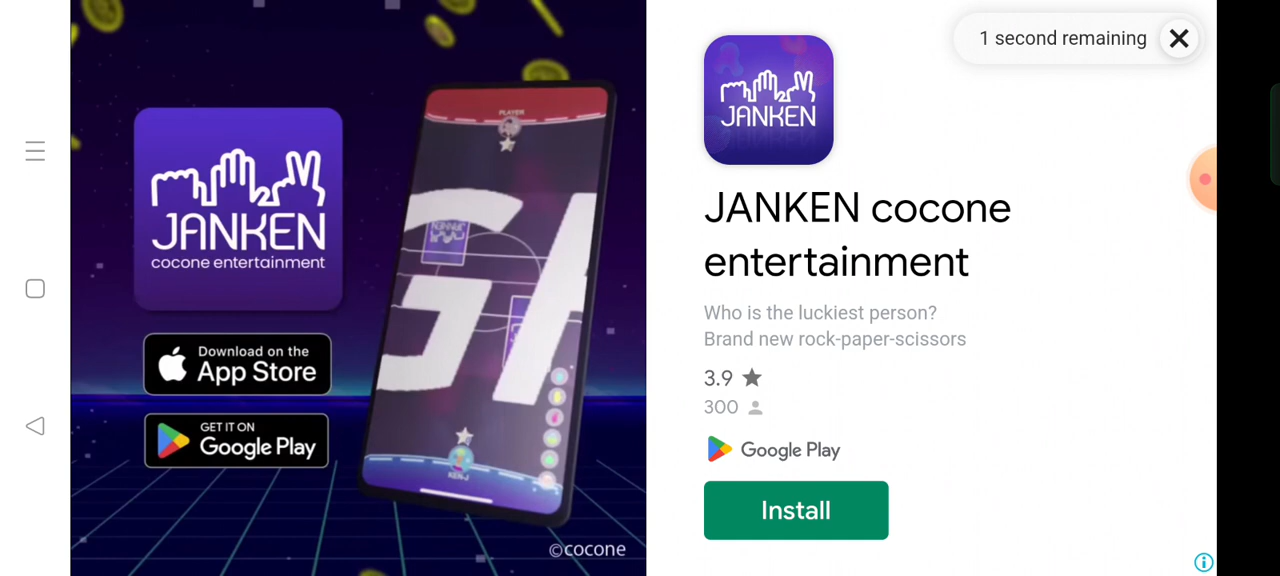 JANKEN
cocone entertainment
Download on the
App Store
GET IT ON
Google Play
PLAYER
JANKEN
KEN-J
©cocone
1 second remaining
JANKEN
JANKEN cocone
entertainment
Who is the luckiest person?
Brand new rock-paper-scissors
3.9
300
Google Play
Install